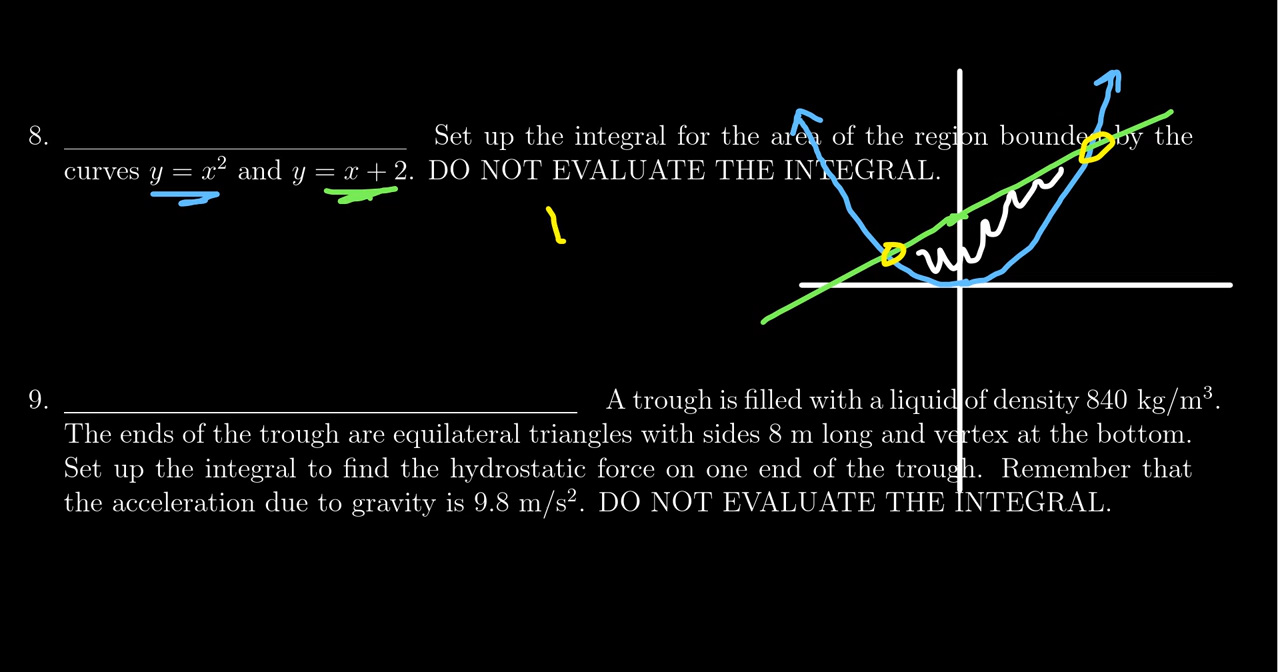 8. ______________________ Set up the integral for the area of the region bounded by the
curves y = x² and y = x + 2. DO NOT EVALUATE THE INTEGRAL.
9. _________________________________ A trough is filled with a liquid of density 840 kg/m³.
The ends of the trough are equilateral triangles with sides 8 m long and vertex at the bottom.
Set up the integral to find the hydrostatic force on one end of the trough. Remember that
the acceleration due to gravity is 9.8 m/s². DO NOT EVALUATE THE INTEGRAL.